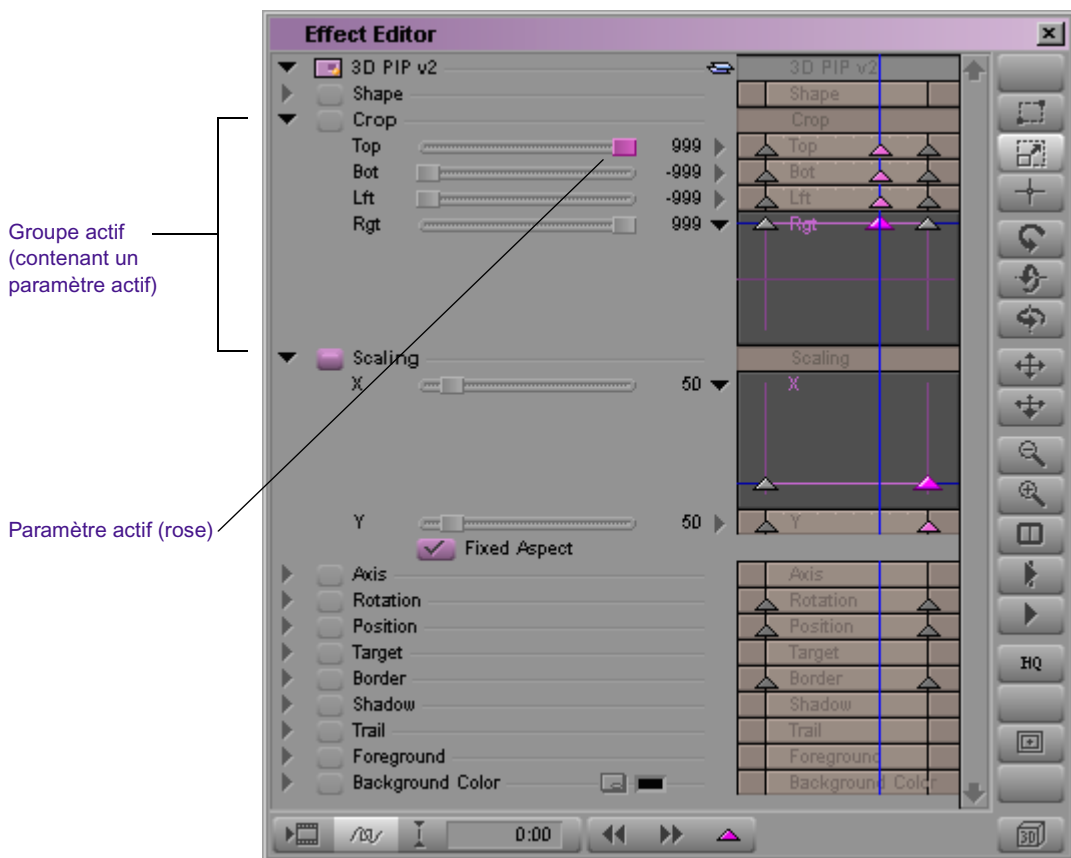 Effect Editor
3D PIP v2
3D PIP v2
Shape
Shape
Crop
Crop
Top
999
Top
Bot
-999
Bot
Lft
-999
Lft
Rgt
999
Rgt
Groupe actif
(contenant un
paramètre actif)
Scaling
Scaling
X
50
X
Paramètre actif (rose)
Y
50
Y
Fixed Aspect
Axis
Axis
Rotation
Rotation
Position
Position
Target
Target
HQ
Border
Border
Shadow
Shadow
Trail
Trail
Foreground
Foreground
Background Color
Background Color
0:00
3D